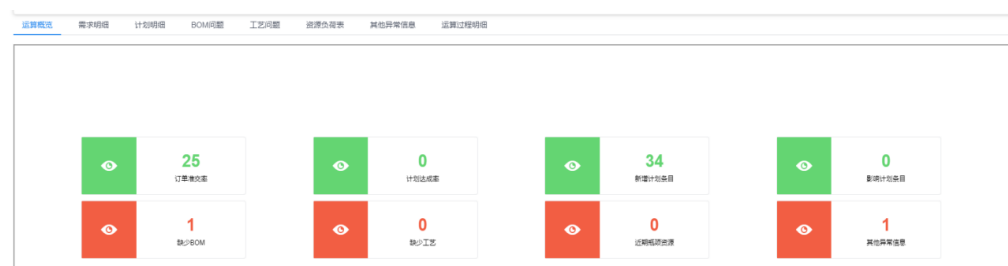 运算概览 需求明细 计划明细 BOM问题 工艺问题 资源负荷表 其他异常信息 运算过程明细
25 0 34 0
订单准交率 计划达成率 新增计划条目 影响计划条目
1 0 0 1
缺少BOM 缺少工艺 近期瓶颈资源 其他异常信息